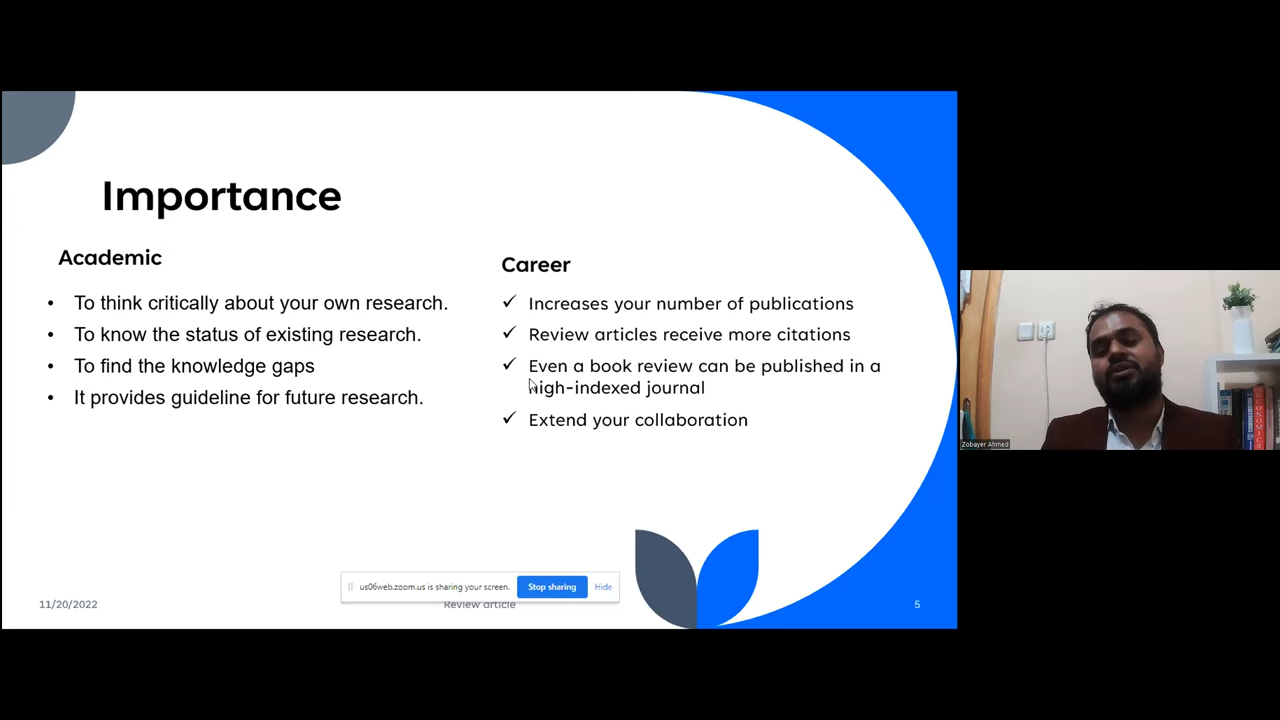 Importance
Academic
• To think critically about your own research.
• To know the status of existing research.
• To find the knowledge gaps
• It provides guideline for future research.
Career
✓ Increases your number of publications
✓ Review articles receive more citations
✓ Even a book review can be published in a
high-indexed journal
✓ Extend your collaboration
us06web.zoom.us is sharing your screen.
Stop sharing
Hide
11/20/2022
Review article
5
Zobayer Ahmed
ECONOMICS